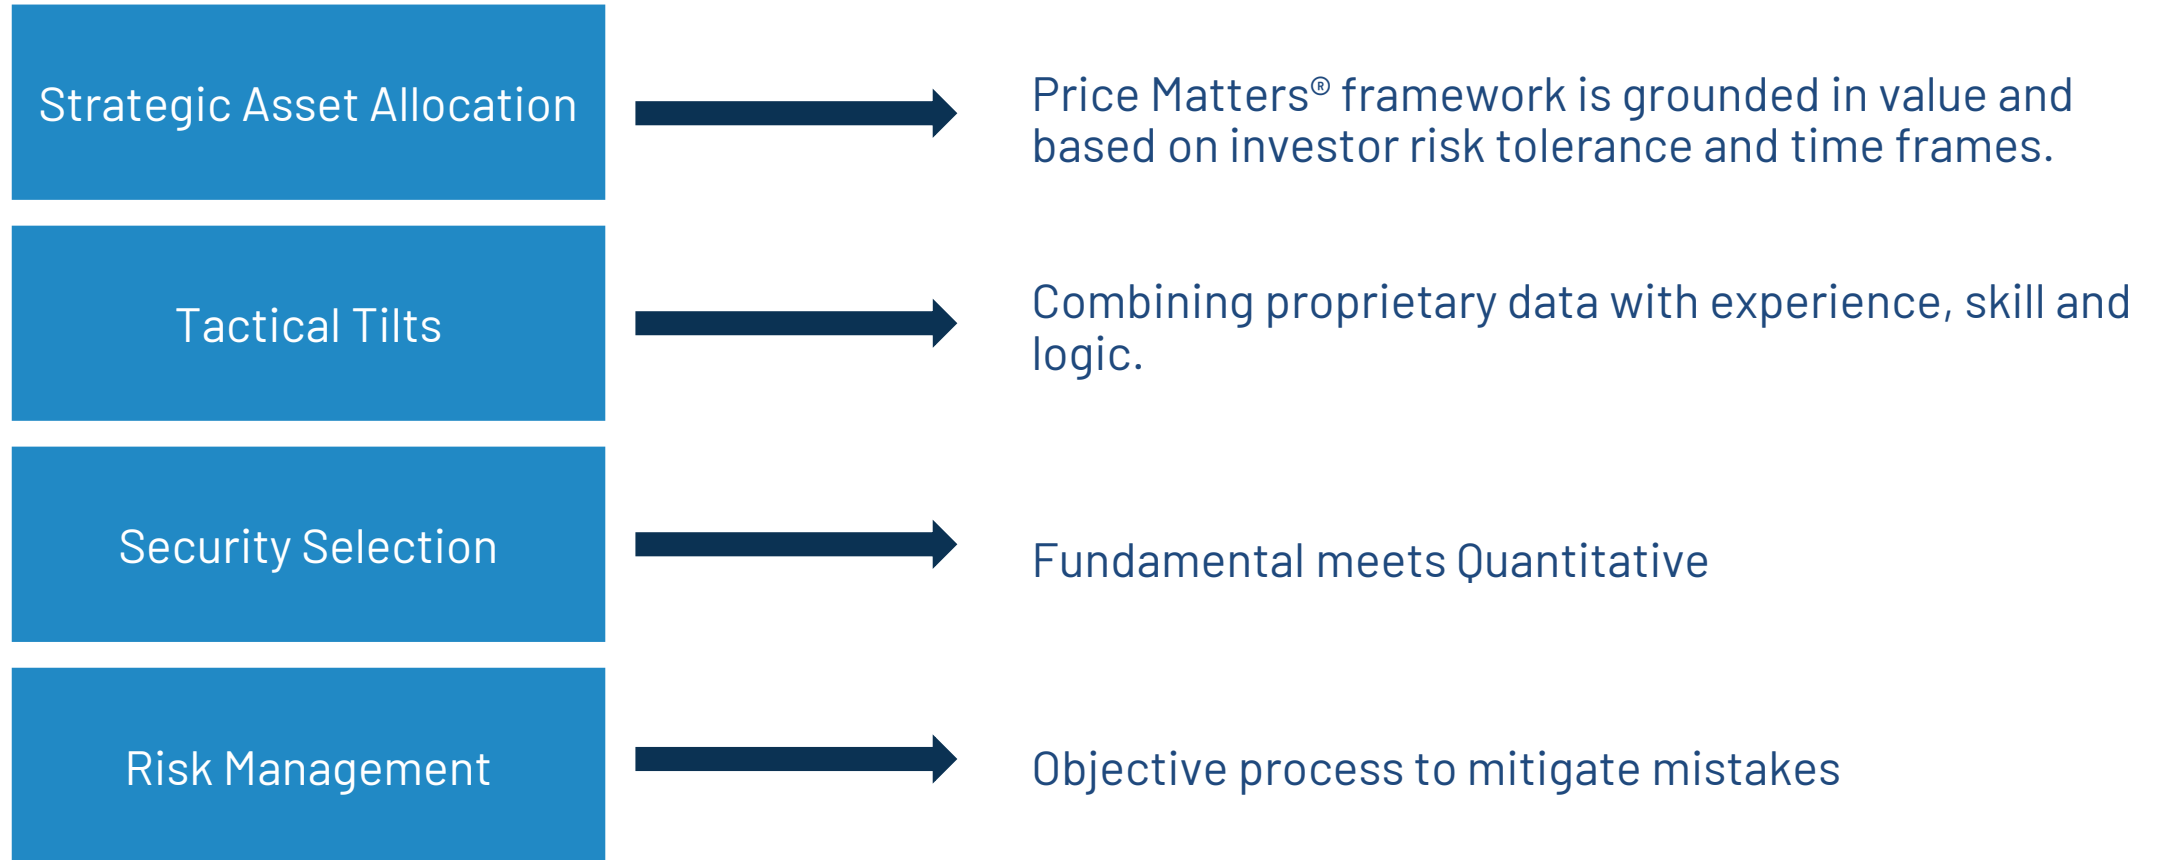 Strategic Asset Allocation
Price Matters® framework is grounded in value and
based on investor risk tolerance and time frames.
Tactical Tilts
Combining proprietary data with experience, skill and
logic.
Security Selection
Fundamental meets Quantitative
Risk Management
Objective process to mitigate mistakes